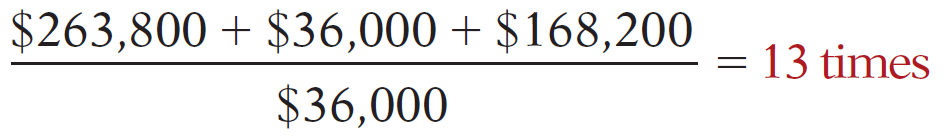 $263,800 + $36,000 + $168,200
= 13 times
$36,000